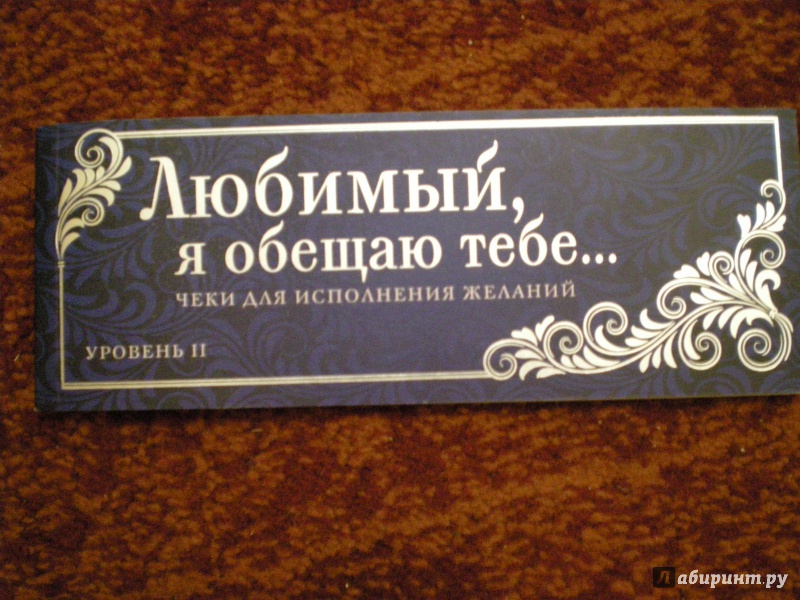 Любимый,
я обещаю тебе...
ЧЕКИ ДЛЯ ИСПОЛНЕНИЯ ЖЕЛАНИЙ
УРОВЕНЬ II
Лабиринт.ру